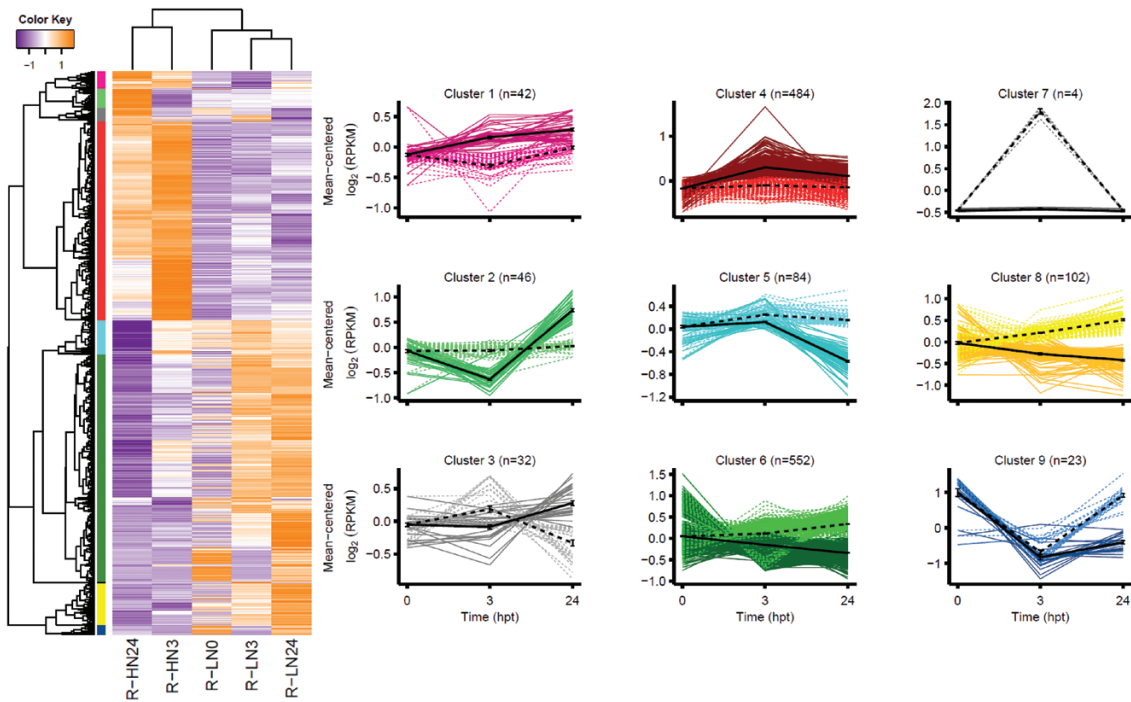 Color Key
−1 1
R-HN24
R-HN3
R-LN0
R-LN3
R-LN24
Cluster 1 (n=42)
Mean-centered
log2 (RPKM)
0.5
0.0
−0.5
−1.0
Cluster 4 (n=484)
1
0
Cluster 7 (n=4)
2.0
1.5
1.0
0.5
0.0
−0.5
Cluster 2 (n=46)
Mean-centered
log2 (RPKM)
1.0
0.5
0.0
−0.5
−1.0
Cluster 5 (n=84)
0.4
0.0
−0.4
−0.8
−1.2
Cluster 8 (n=102)
1.0
0.5
0.0
−0.5
−1.0
Cluster 3 (n=32)
Mean-centered
log2 (RPKM)
0.5
0.0
−0.5
0 3 24
Time (hpt)
Cluster 6 (n=552)
1.5
1.0
0.5
0.0
−0.5
−1.0
0 3 24
Time (hpt)
Cluster 9 (n=23)
1
0
−1
0 3 24
Time (hpt)